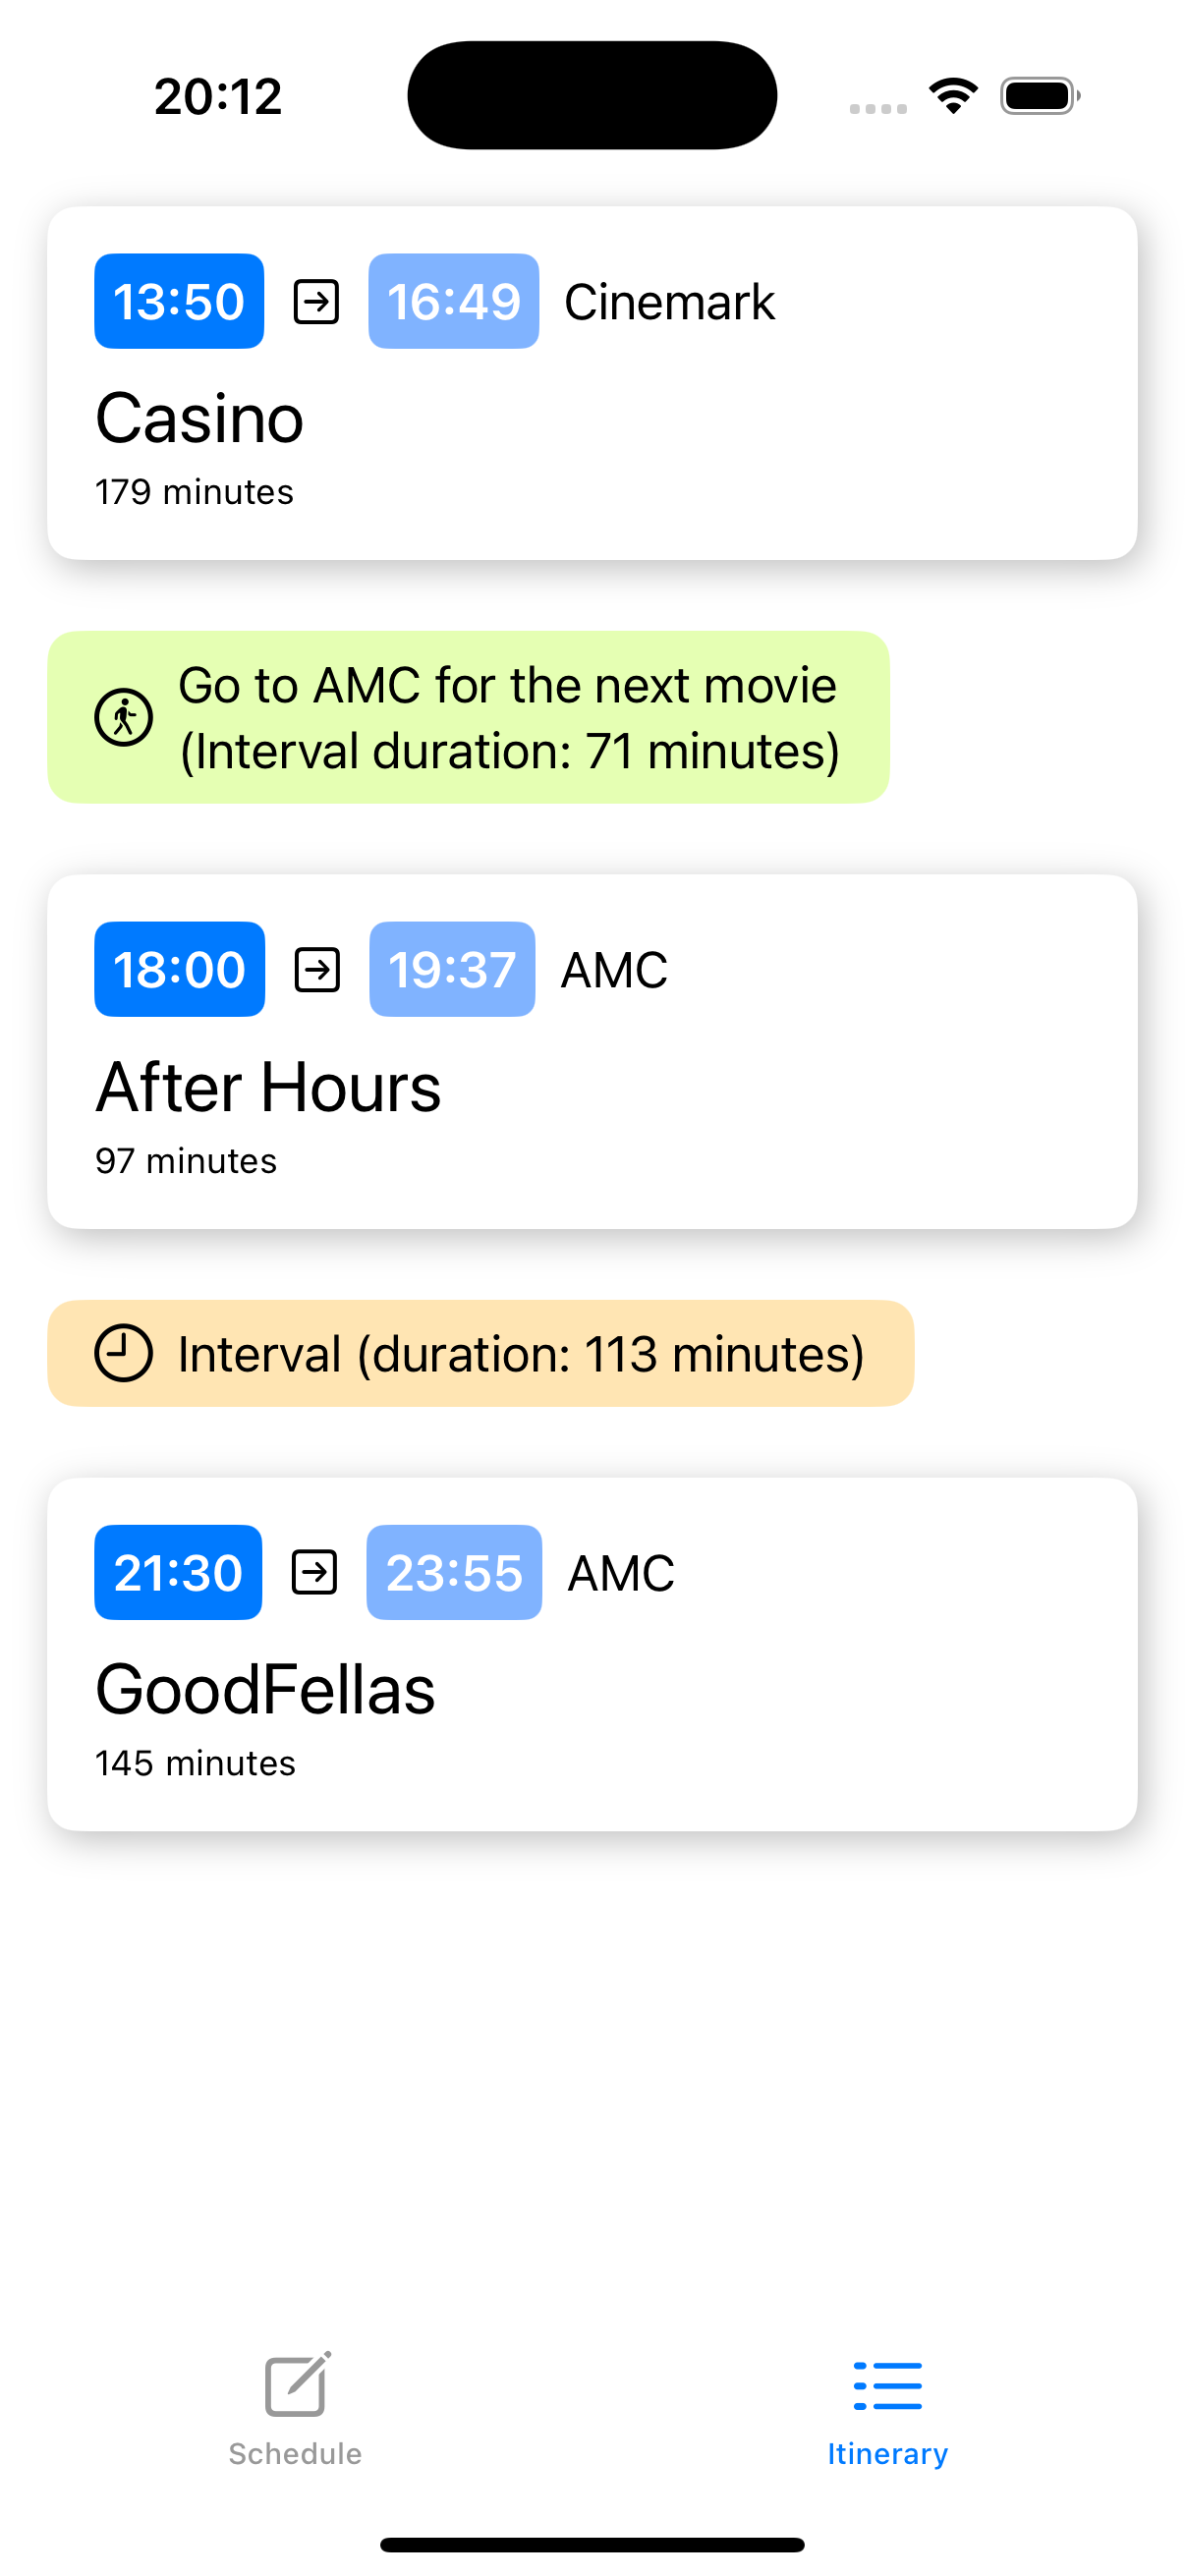 20:12
13:50 16:49 Cinemark
Casino
179 minutes
Go to AMC for the next movie
(Interval duration: 71 minutes)
18:00 19:37 AMC
After Hours
97 minutes
Interval (duration: 113 minutes)
21:30 23:55 AMC
GoodFellas
145 minutes
Schedule Itinerary